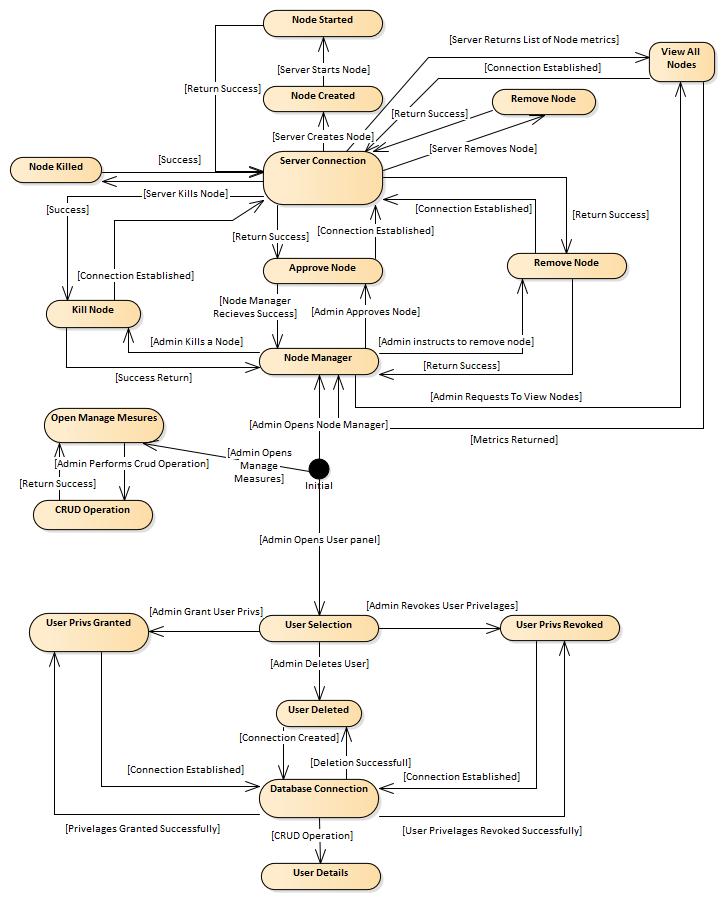 Node Started
[Server Returns List of Node metrics]
View All
Nodes
[Server Starts Node]
[Connection Established]
[Return Success]
Node Created
Remove Node
[Return Success]
[Server Creates Node]
[Server Removes Node]
Node Killed
[Success]
Server Connection
[Server Kills Node]
[Success]
[Connection Established]
[Return Success]
[Return Success]
[Connection Established]
Approve Node
Remove Node
[Connection Established]
[Node Manager
Recieves Success]
Kill Node
[Admin Approves Node]
[Admin Kills a Node]
[Admin instructs to remove node]
Node Manager
[Success Return]
[Return Success]
[Admin Requests To View Nodes]
Open Manage Mesures
[Admin Opens Node Manager]
[Metrics Returned]
[Admin Opens
Manage
Measures]
[Admin Performs Crud Operation]
[Return Success]
Initial
CRUD Operation
[Admin Opens User panel]
[Admin Grant User Privs]
[Admin Revokes User Privelages]
User Privs Granted
User Selection
User Privs Revoked
[Admin Deletes User]
User Deleted
[Connection Created]
[Deletion Successfull]
[Connection Established]
[Connection Established]
Database Connection
[Privelages Granted Successfully]
[CRUD Operation]
[User Privelages Revoked Successfully]
User Details